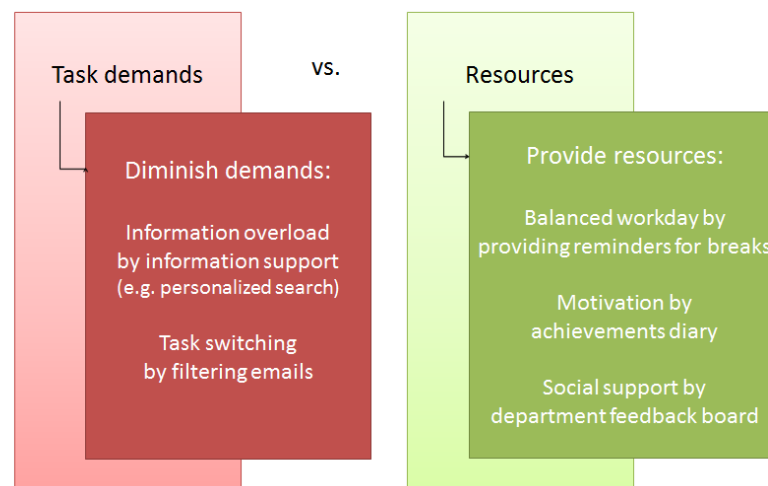 Task demands
vs.
Resources
Diminish demands:
Information overload
by information support
(e.g. personalized search)
Task switching
by filtering emails
Provide resources:
Balanced workday by
providing reminders for breaks
Motivation by
achievements diary
Social support by
department feedback board